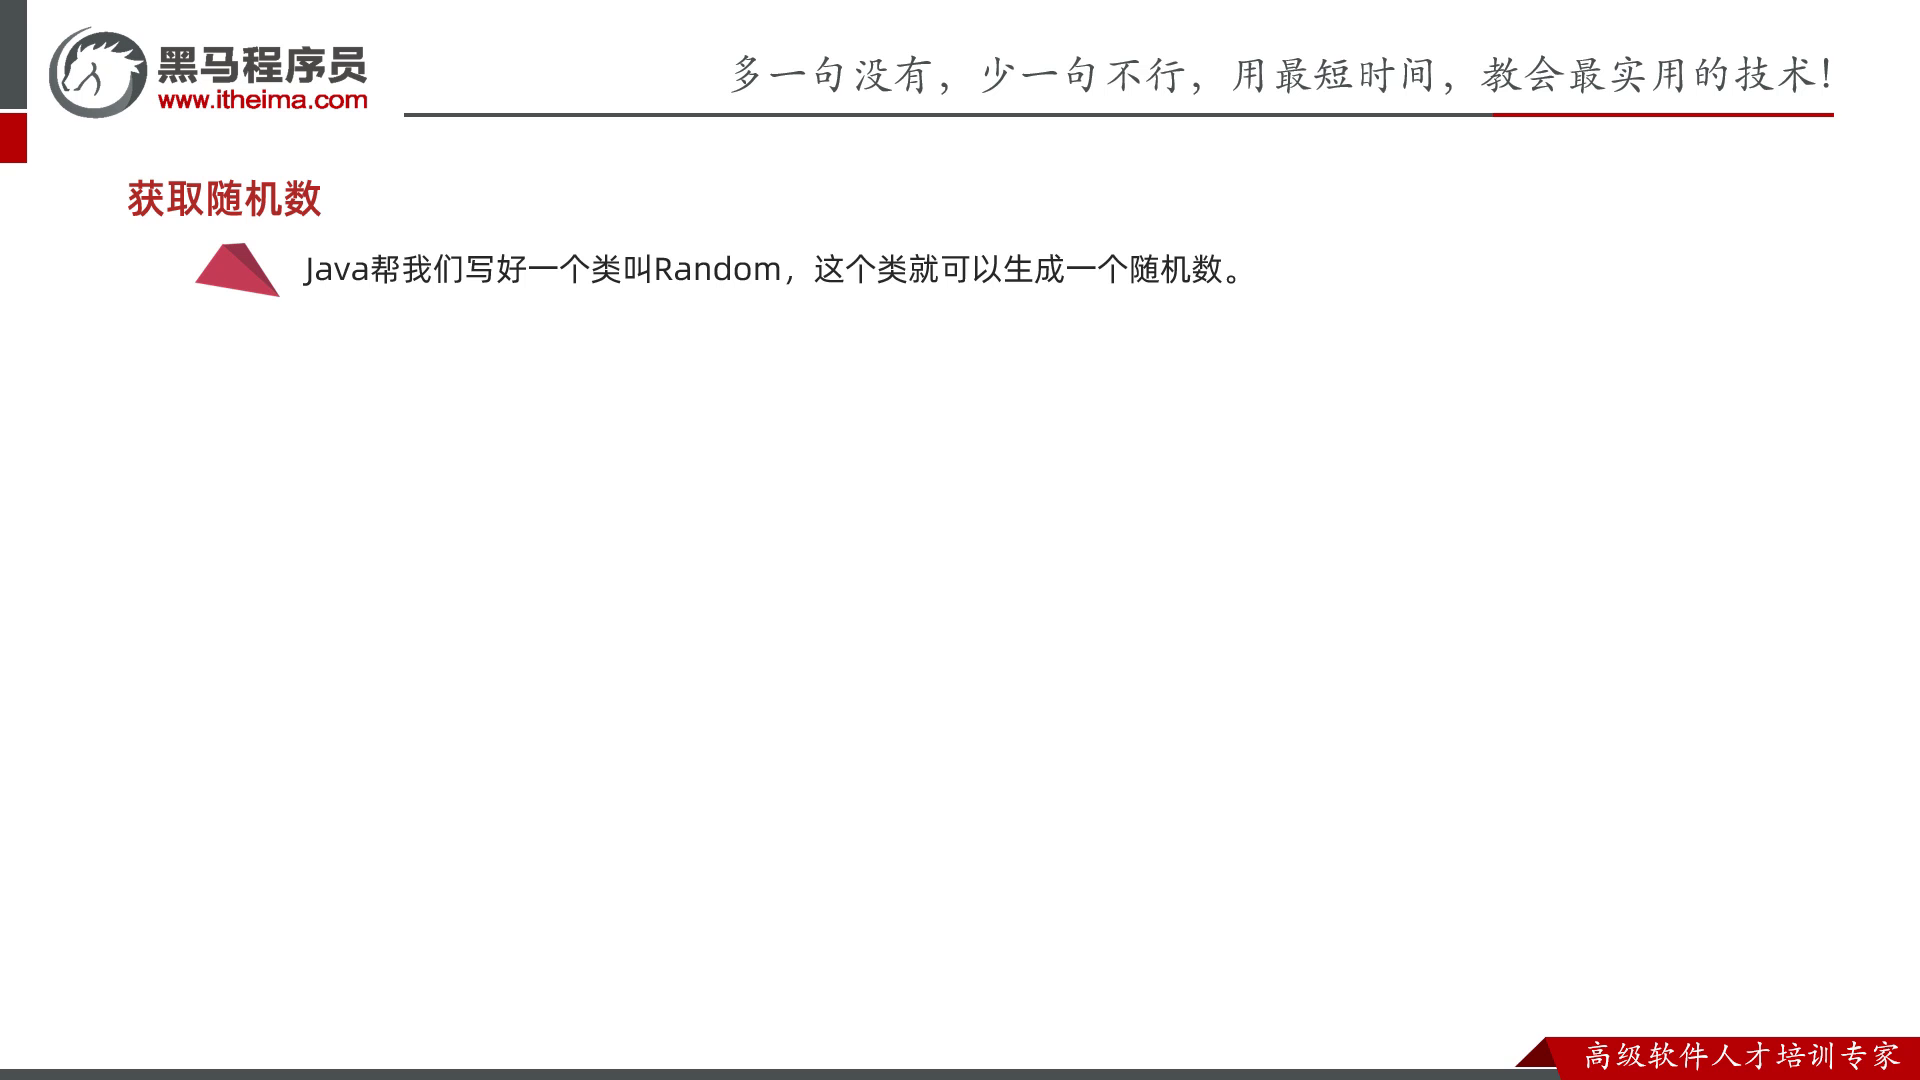 黑马程序员
www.itheima.com
多一句没有，少一句不行，用最短时间，教会最实用的技术！
获取随机数
Java帮我们写好一个类叫Random，这个类就可以生成一个随机数。
高级软件人才培训专家